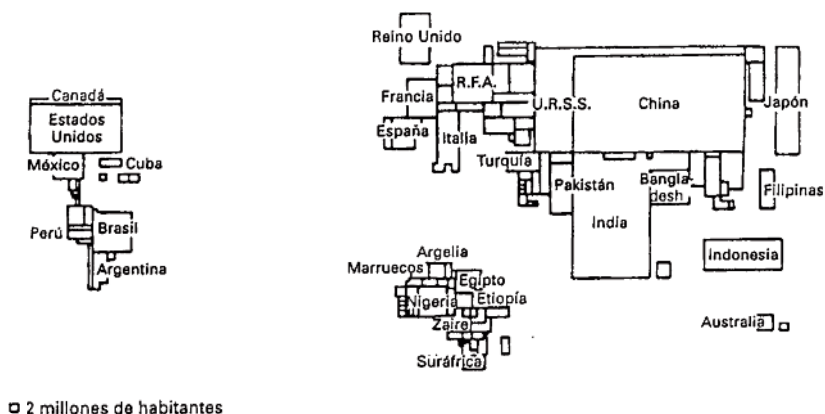 Reino Unido
R.F.A.
Francia
España
Italia
U.R.S.S.
China
Japón
Canadá
Estados
Unidos
México
Cuba
Perú
Brasil
Argentina
Turquía
Pakistán
Bangla-
desh
India
Filipinas
Indonesia
Australia
Argelia
Marruecos
Egipto
Nigeria
Etiopía
Zaire
Suráfrica
2 millones de habitantes